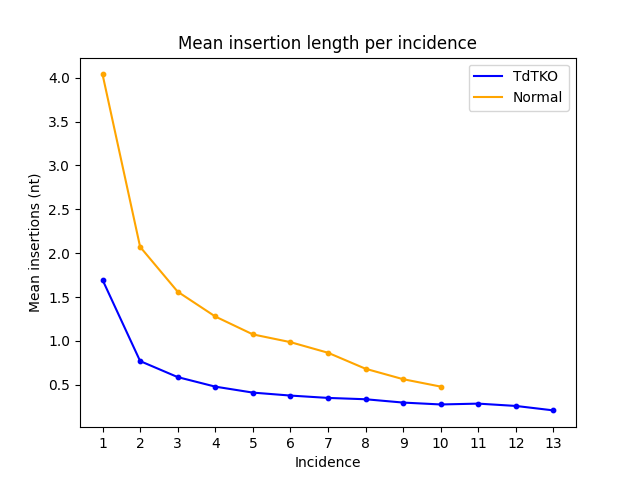 Mean insertion length per incidence
TdTKO
Normal
Mean insertions (nt)
4.0
3.5
3.0
2.5
2.0
1.5
1.0
0.5
1 2 3 4 5 6 7 8 9 10 11 12 13
Incidence